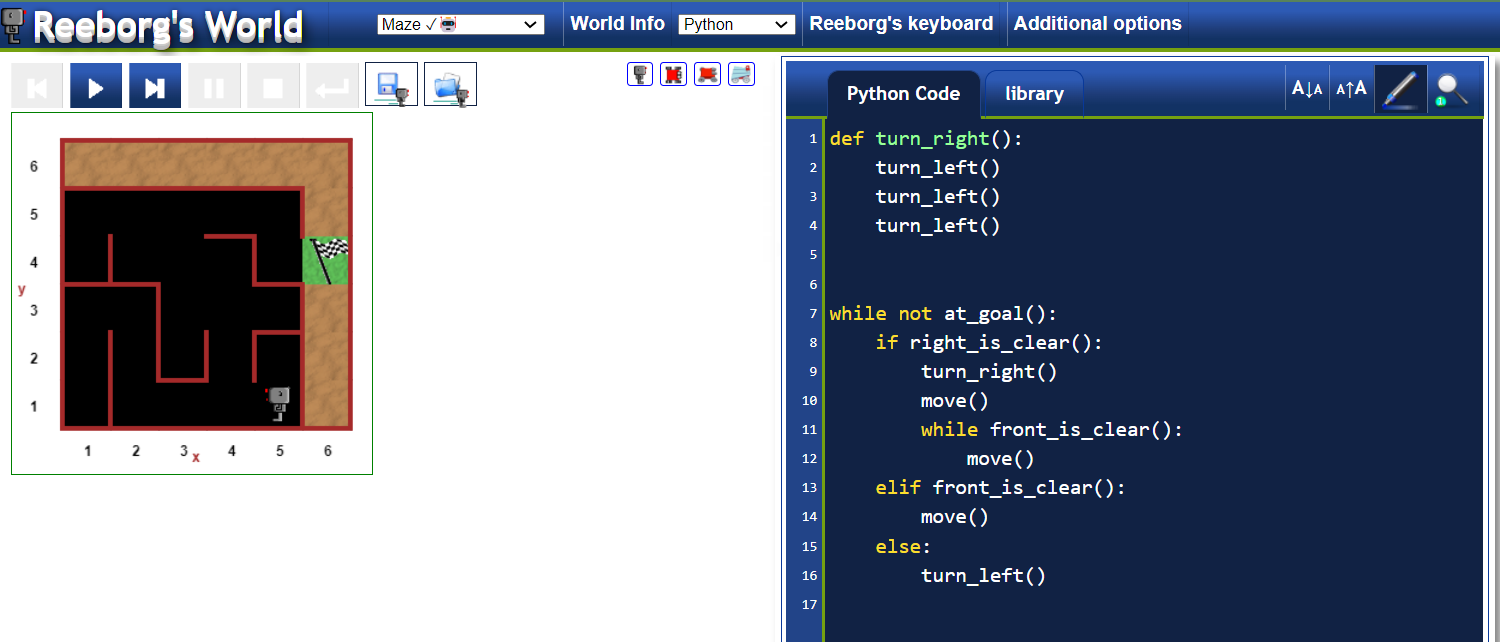 Reeborg's World
Maze ✓🤖
World Info
Python
Reeborg's keyboard
Additional options
Python Code
library
A↓A
A↑A
1
6
5
4
y
3
2
1
1 2 3 x 4 5 6
1 def turn_right():
2     turn_left()
3     turn_left()
4     turn_left()
5
6
7 while not at_goal():
8     if right_is_clear():
9         turn_right()
10         move()
11         while front_is_clear():
12             move()
13     elif front_is_clear():
14         move()
15     else:
16         turn_left()
17